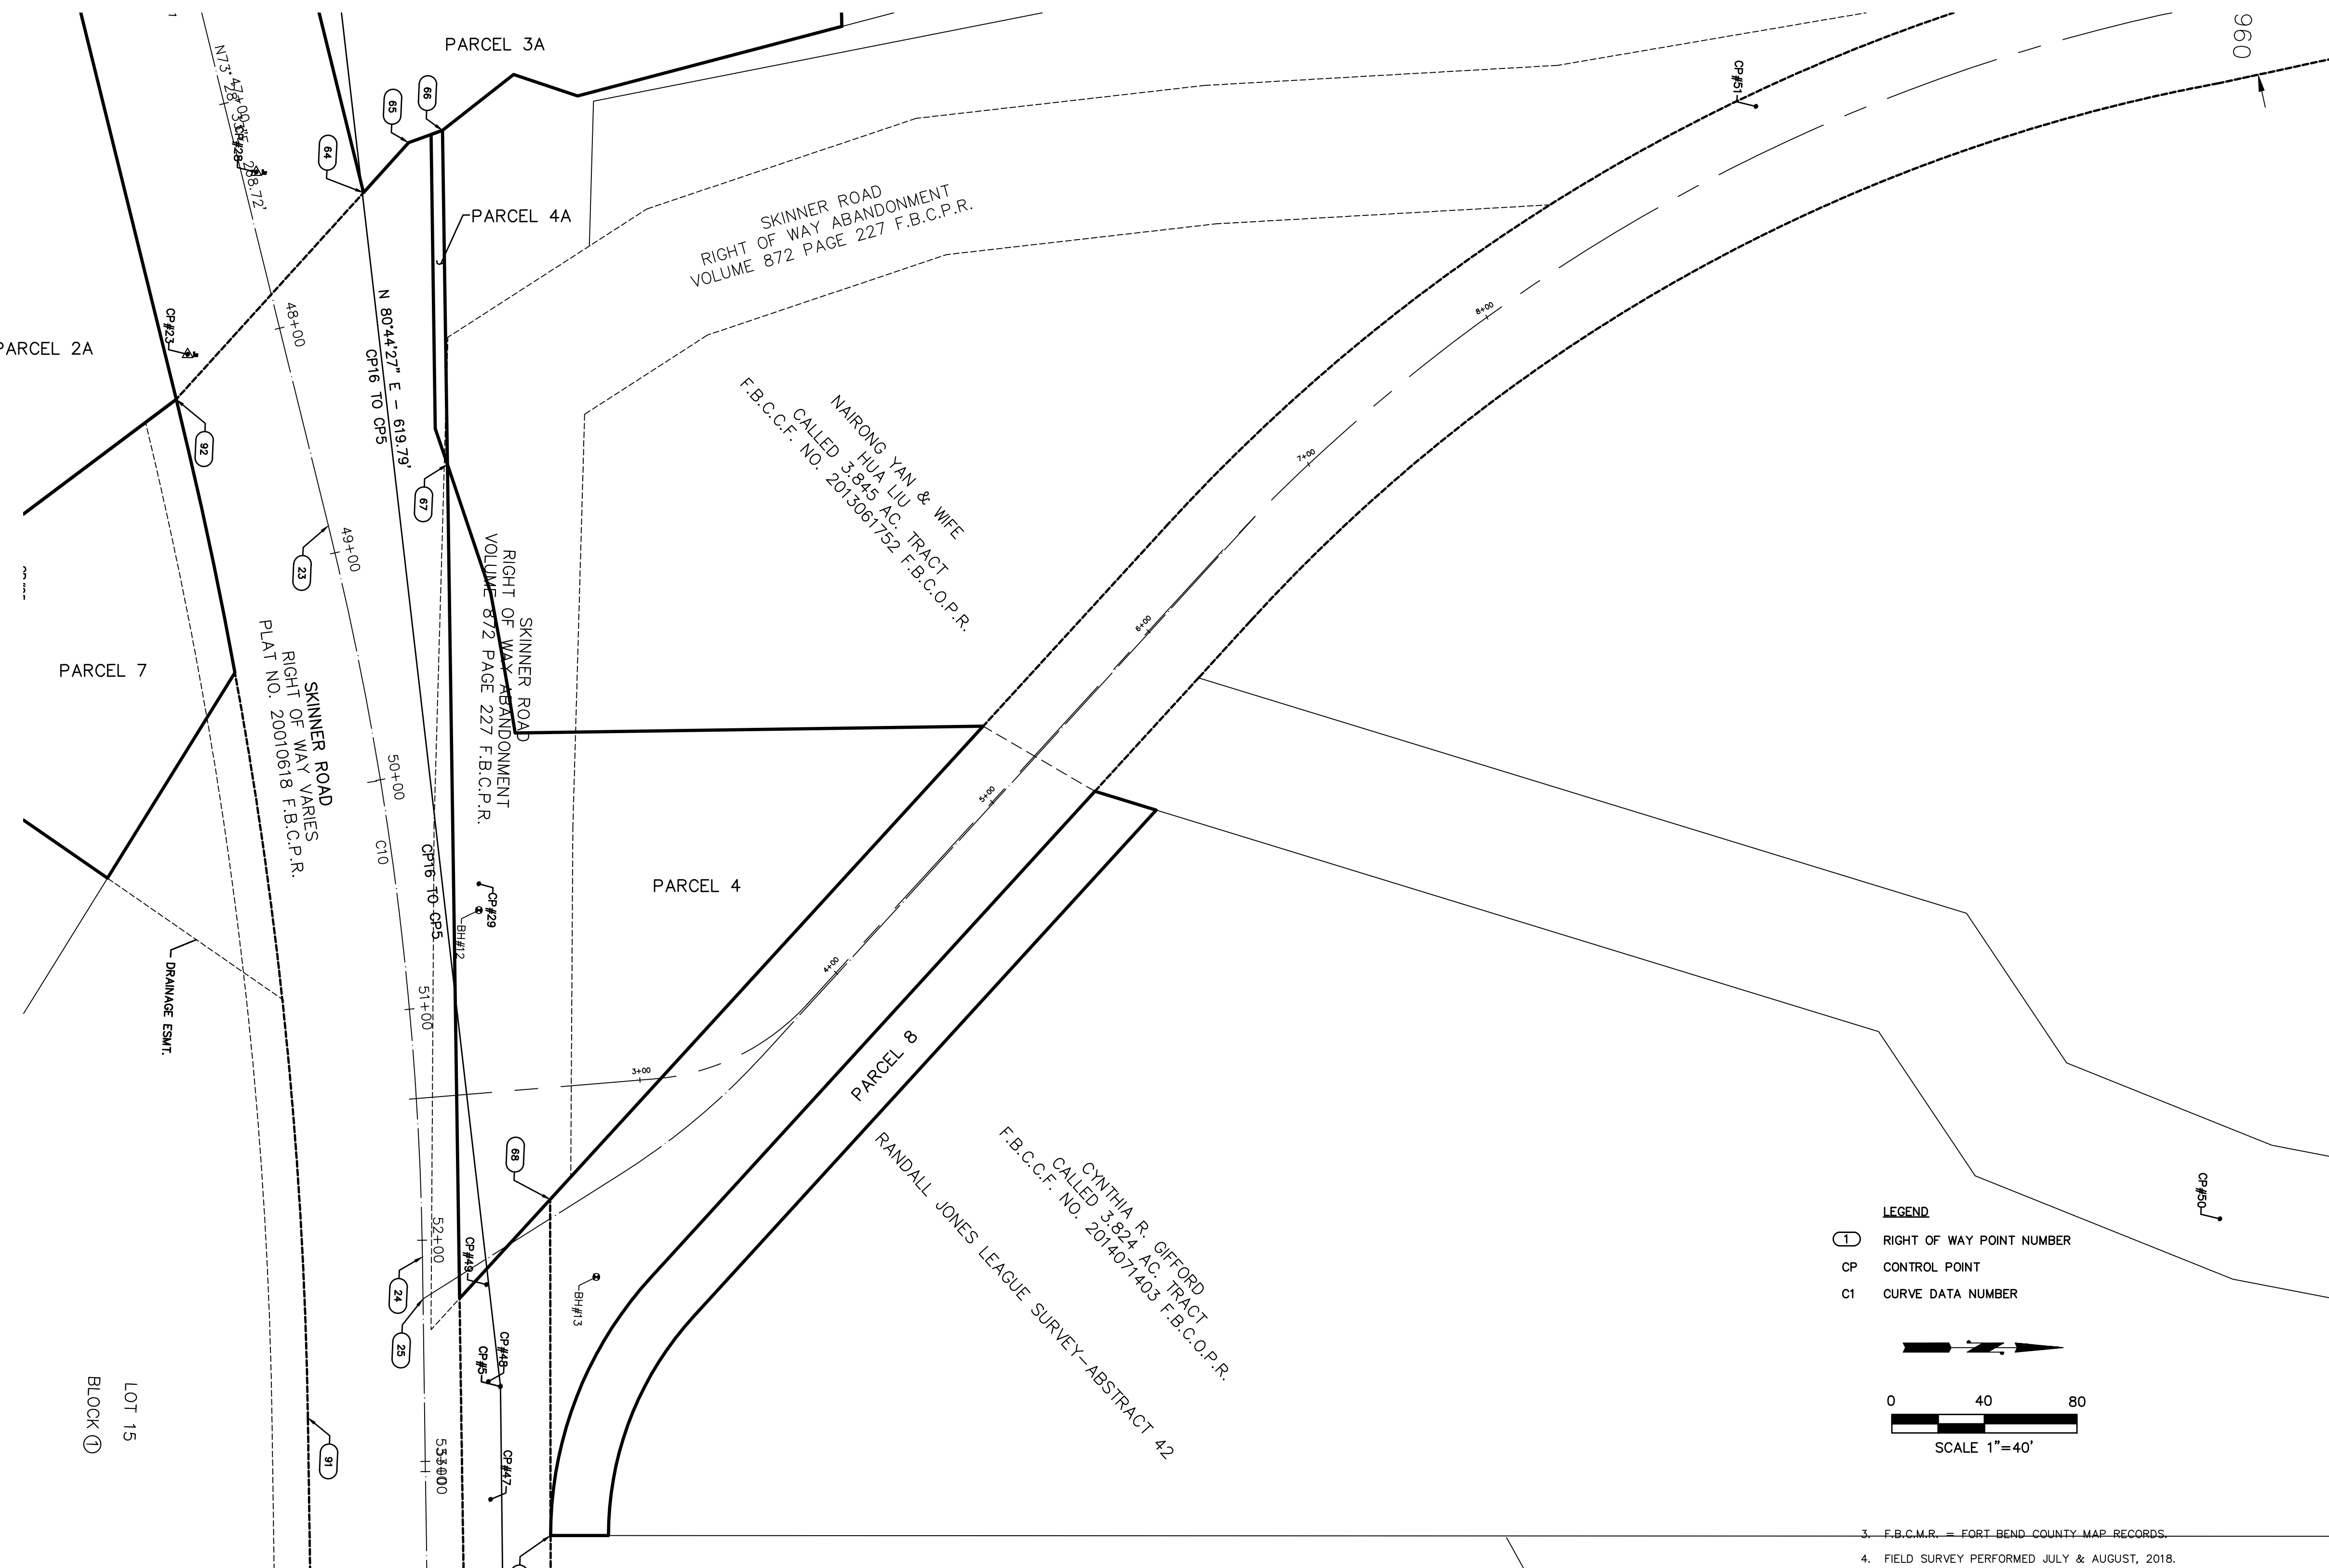 PARCEL 3A
960
CP#51
66
65
64
N73°28'33"E 288.72'
47+00
CP#28
PARCEL 4A
SKINNER ROAD
RIGHT OF WAY ABANDONMENT
VOLUME 872 PAGE 227 F.B.C.P.R.
8+00
48+00
CP#23
PARCEL 2A
N 80°44'27" E - 619.79'
CP16 TO CP5
92
67
7+00
NAIRONG YAN & WIFE
HUA LIU
CALLED 3.845 AC. TRACT
F.B.C.C.F. NO. 2013061752 F.B.C.O.P.R.
49+00
23
SKINNER ROAD
RIGHT OF WAY ABANDONMENT
VOLUME 872 PAGE 227 F.B.C.P.R.
6+00
PARCEL 7
SKINNER ROAD
RIGHT OF WAY VARIES
PLAT NO. 20010618 F.B.C.P.R.
50+00
C10
5+00
CP16 TO CP5
CP#29
BH#12
PARCEL 4
4+00
DRAINAGE ESMT.
51+00
3+00
PARCEL 8
68
RANDALL JONES LEAGUE SURVEY-ABSTRACT 42
CYNTHIA R. GIFFORD
CALLED 3.824 AC. TRACT
F.B.C.C.F. NO. 2014071403 F.B.C.O.P.R.
CP#50
52+00
CP#49
24
25
BH#13
CP#48
CP#5
LOT 15
BLOCK 1
91
53+00
CP#47
LEGEND
1 RIGHT OF WAY POINT NUMBER
CP CONTROL POINT
C1 CURVE DATA NUMBER
0 40 80
SCALE 1"=40'
3. F.B.C.M.R. = FORT BEND COUNTY MAP RECORDS.
4. FIELD SURVEY PERFORMED JULY & AUGUST, 2018.